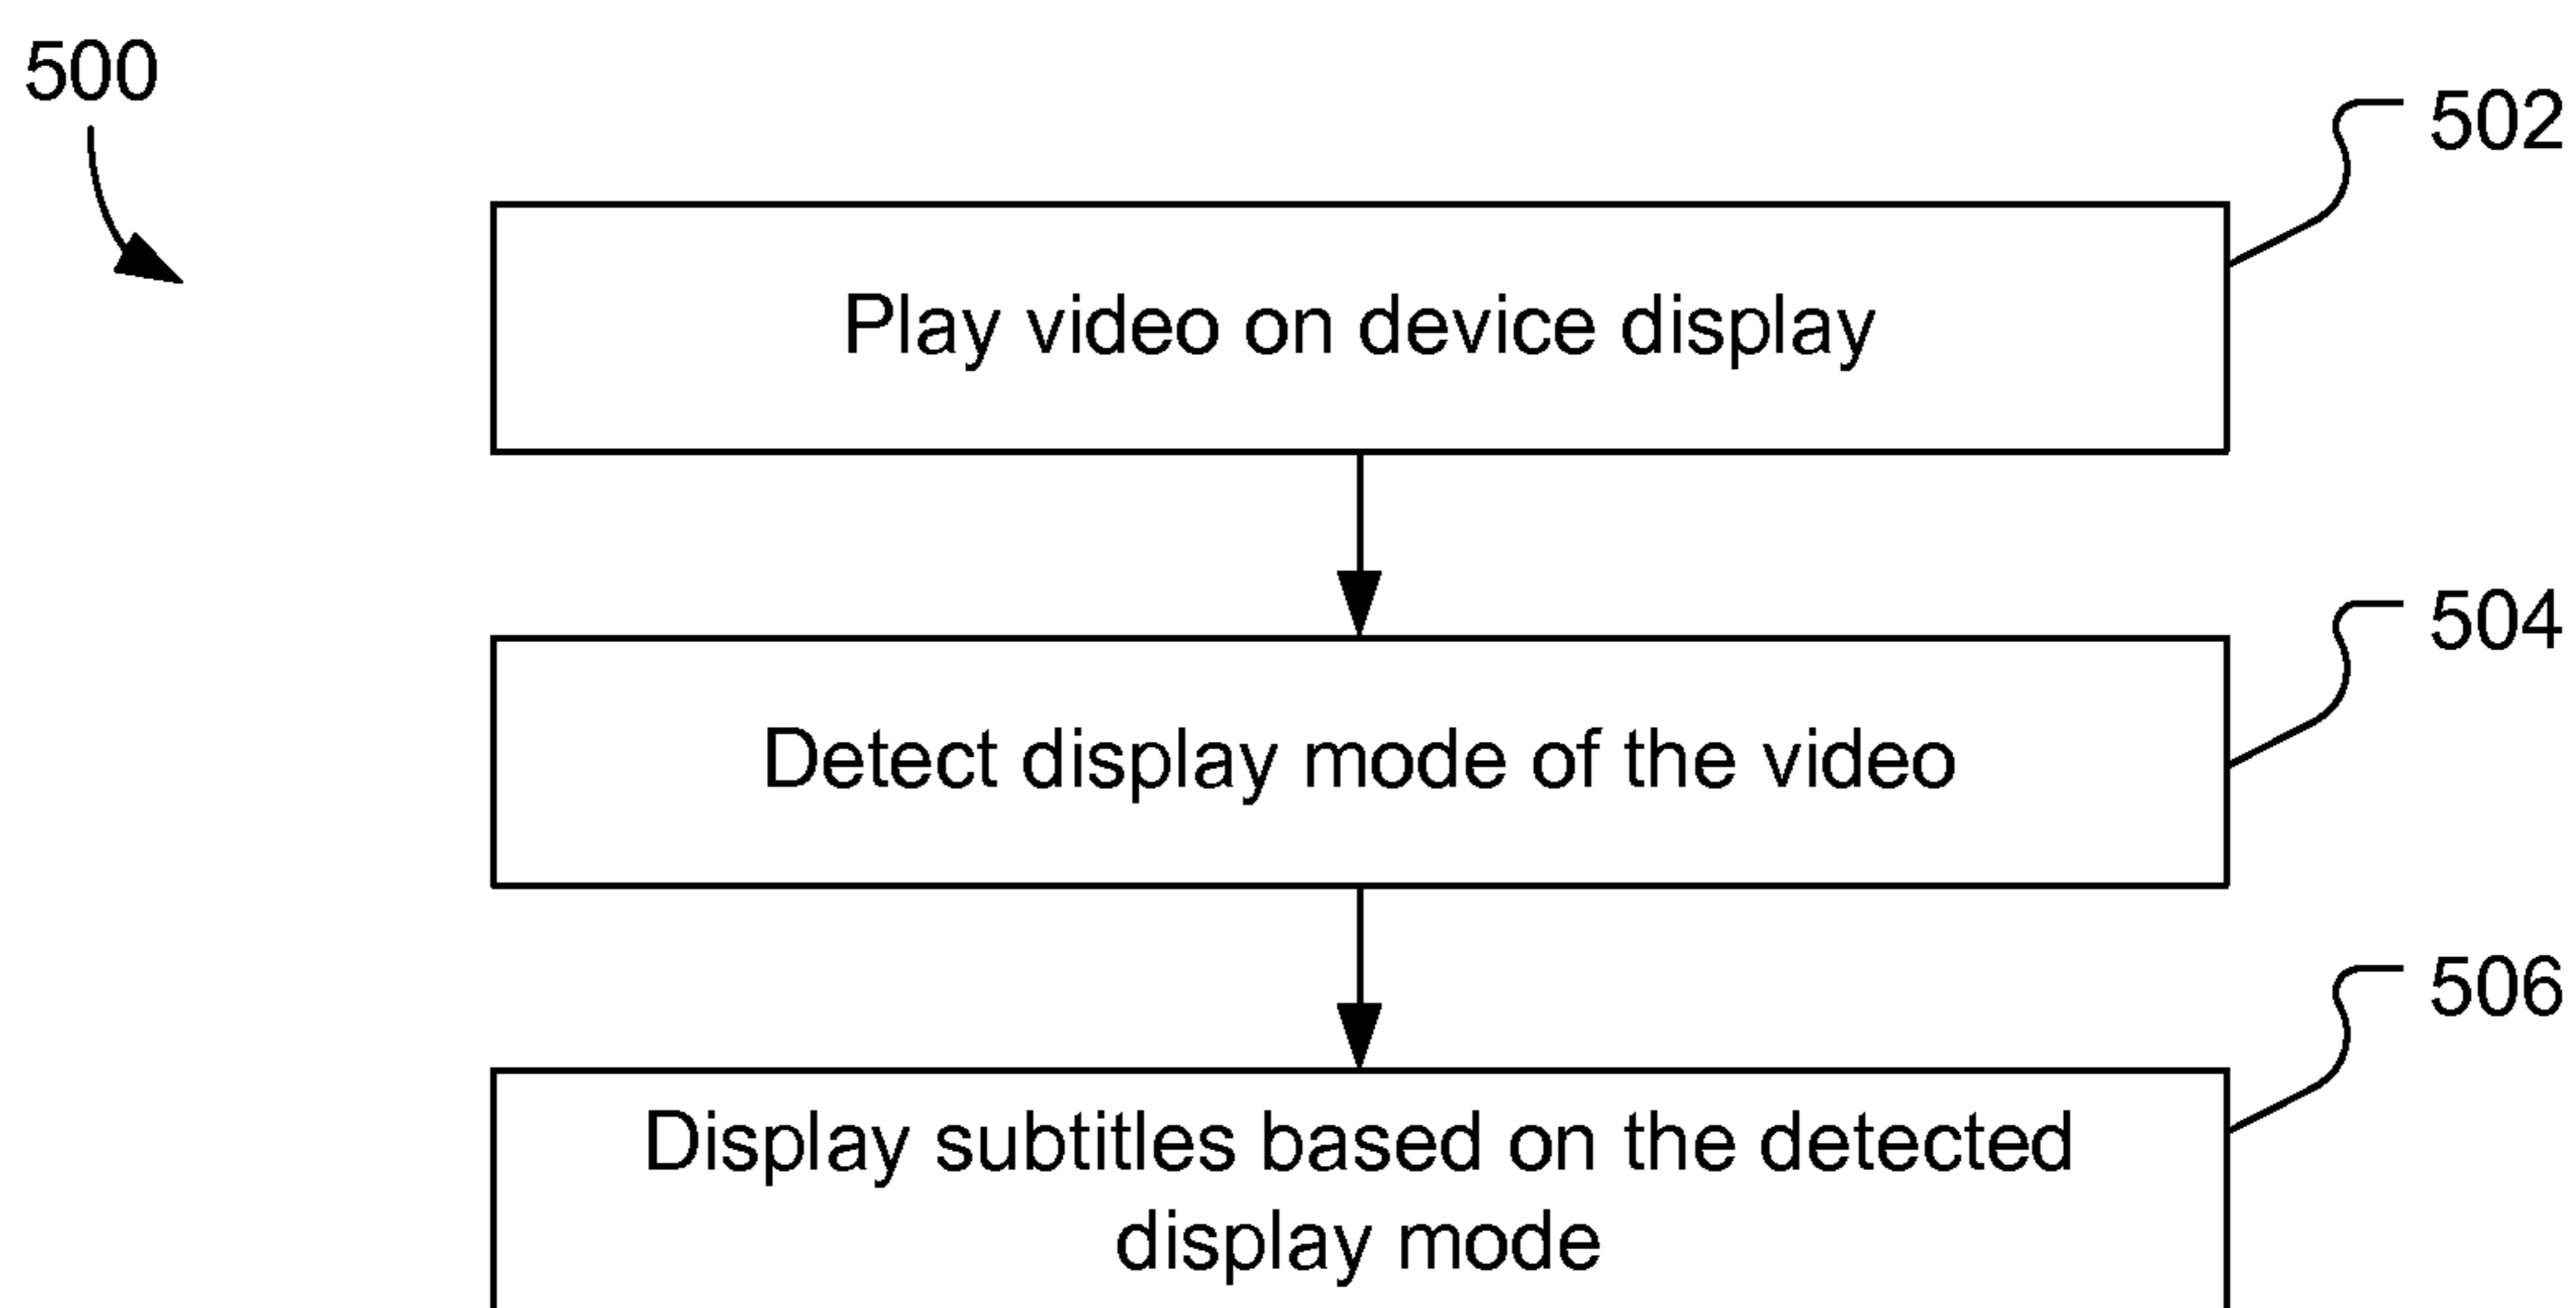 500
502
Play video on device display
504
Detect display mode of the video
506
Display subtitles based on the detected
display mode